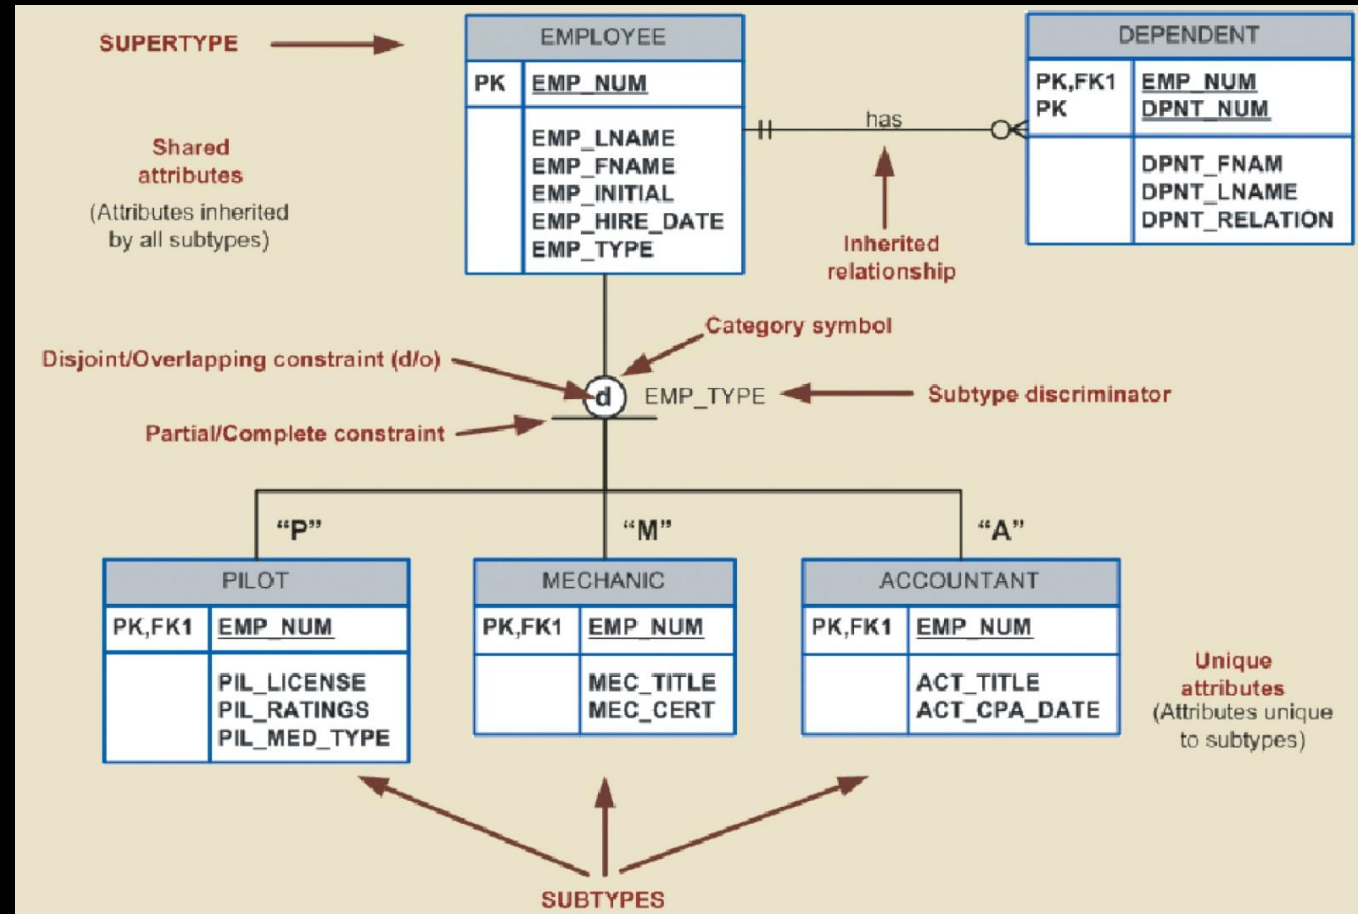 SUPERTYPE
EMPLOYEE
PK EMP_NUM
EMP_LNAME
EMP_FNAME
EMP_INITIAL
EMP_HIRE_DATE
EMP_TYPE
has
DEPENDENT
PK,FK1 EMP_NUM
PK DPNT_NUM
DPNT_FNAM
DPNT_LNAME
DPNT_RELATION
Shared
attributes
(Attributes inherited
by all subtypes)
Inherited
relationship
Category symbol
Disjoint/Overlapping constraint (d/o)
d
EMP_TYPE
Subtype discriminator
Partial/Complete constraint
“P”
“M”
“A”
PILOT
PK,FK1 EMP_NUM
PIL_LICENSE
PIL_RATINGS
PIL_MED_TYPE
MECHANIC
PK,FK1 EMP_NUM
MEC_TITLE
MEC_CERT
ACCOUNTANT
PK,FK1 EMP_NUM
ACT_TITLE
ACT_CPA_DATE
Unique
attributes
(Attributes unique
to subtypes)
SUBTYPES